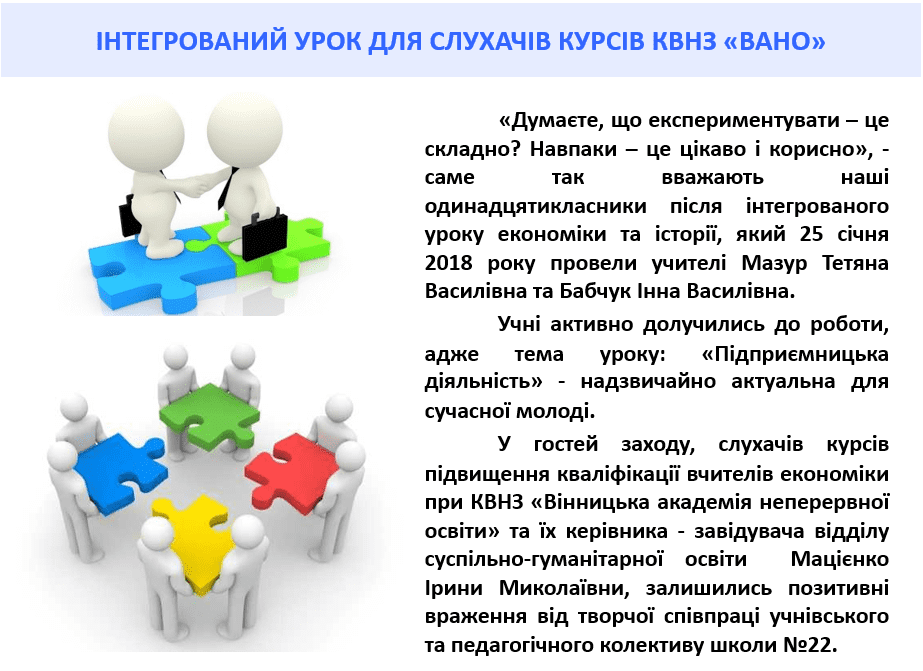 ІНТЕГРОВАНИЙ УРОК ДЛЯ СЛУХАЧІВ КУРСІВ КВНЗ «ВАНО»
«Думаєте, що експериментувати – це
складно? Навпаки – це цікаво і корисно», -
саме так вважають наші
одинадцятикласники після інтегрованого
уроку економіки та історії, який 25 січня
2018 року провели учителі Мазур Тетяна
Василівна та Бабчук Інна Василівна.
Учні активно долучились до роботи,
адже тема уроку: «Підприємницька
діяльність» - надзвичайно актуальна для
сучасної молоді.
У гостей заходу, слухачів курсів
підвищення кваліфікації вчителів економіки
при КВНЗ «Вінницька академія неперервної
освіти» та їх керівника - завідувача відділу
суспільно-гуманітарної освіти Мацієнко
Ірини Миколаївни, залишились позитивні
враження від творчої співпраці учнівського
та педагогічного колективу школи №22.